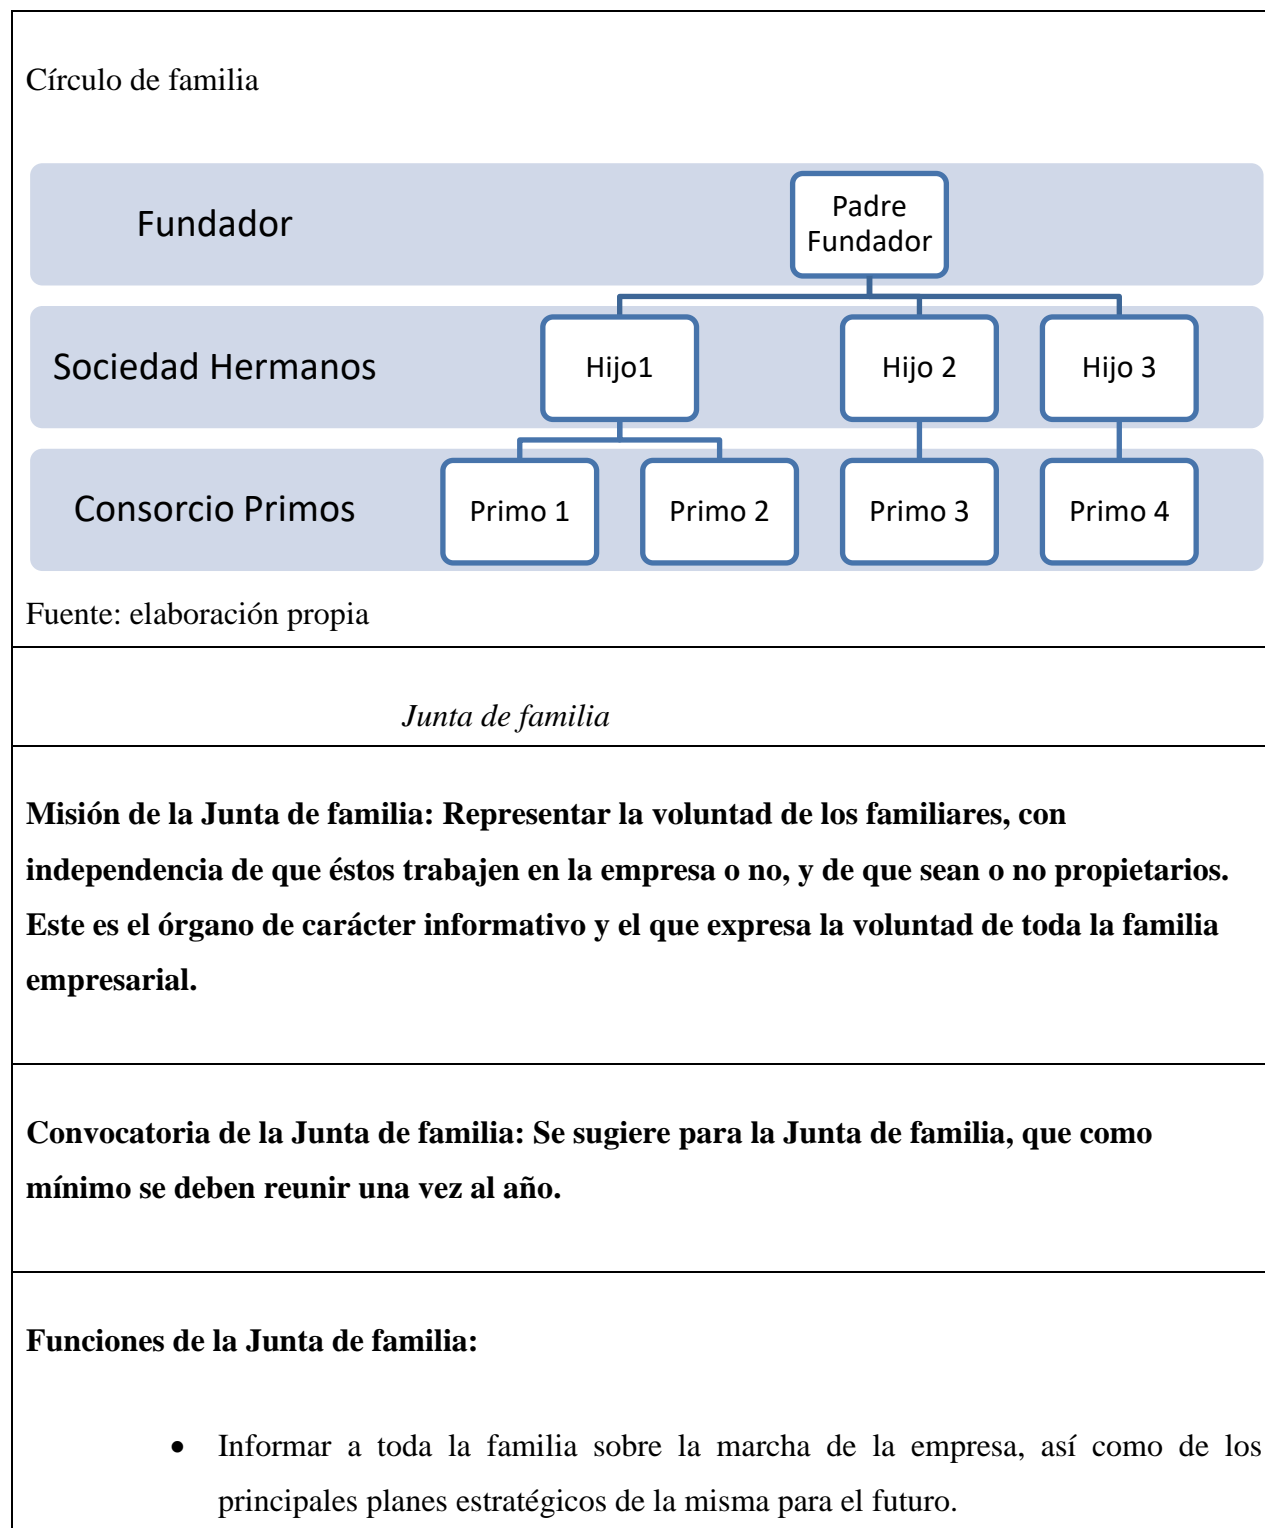 Círculo de familia
Fundador
Padre
Fundador
Sociedad Hermanos
Hijo1
Hijo 2
Hijo 3
Consorcio Primos
Primo 1
Primo 2
Primo 3
Primo 4
Fuente: elaboración propia
Junta de familia
Misión de la Junta de familia: Representar la voluntad de los familiares, con
independencia de que éstos trabajen en la empresa o no, y de que sean o no propietarios.
Este es el órgano de carácter informativo y el que expresa la voluntad de toda la familia
empresarial.
Convocatoria de la Junta de familia: Se sugiere para la Junta de familia, que como
mínimo se deben reunir una vez al año.
Funciones de la Junta de familia:
• Informar a toda la familia sobre la marcha de la empresa, así como de los
principales planes estratégicos de la misma para el futuro.